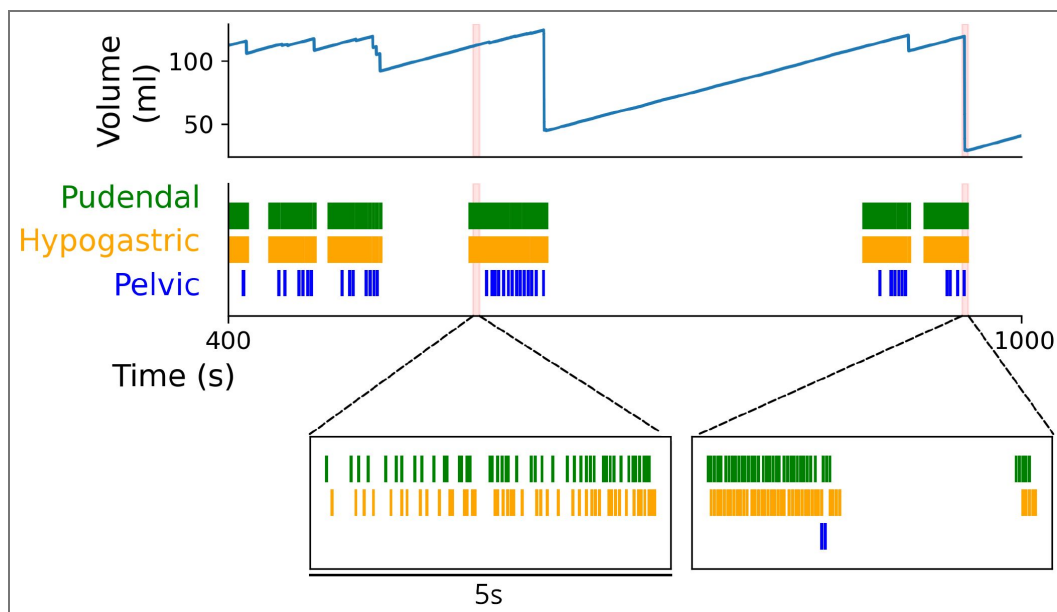 Volume
(ml)
100
50
Pudendal
Hypogastric
Pelvic
400
1000
Time (s)
5s